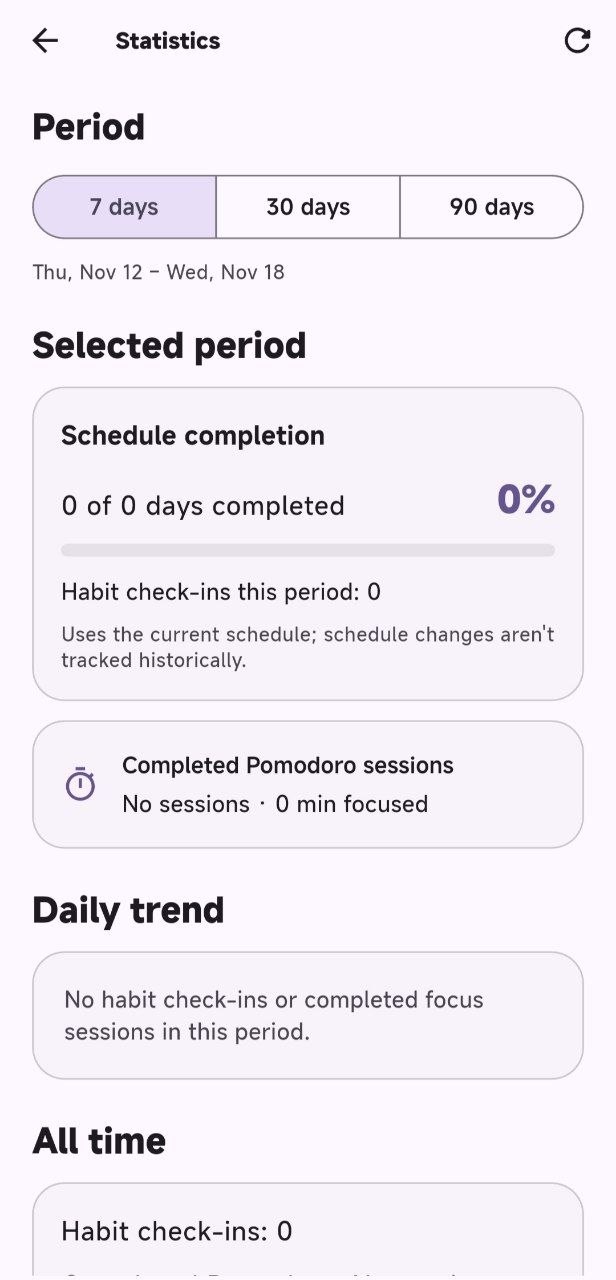 Statistics
Period
7 days
30 days
90 days
Thu, Nov 12 – Wed, Nov 18
Selected period
Schedule completion
0 of 0 days completed
0%
Habit check-ins this period: 0
Uses the current schedule; schedule changes aren't
tracked historically.
Completed Pomodoro sessions
No sessions · 0 min focused
Daily trend
No habit check-ins or completed focus
sessions in this period.
All time
Habit check-ins: 0